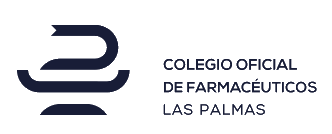 COLEGIO OFICIAL
DE FARMACÉUTICOS
LAS PALMAS